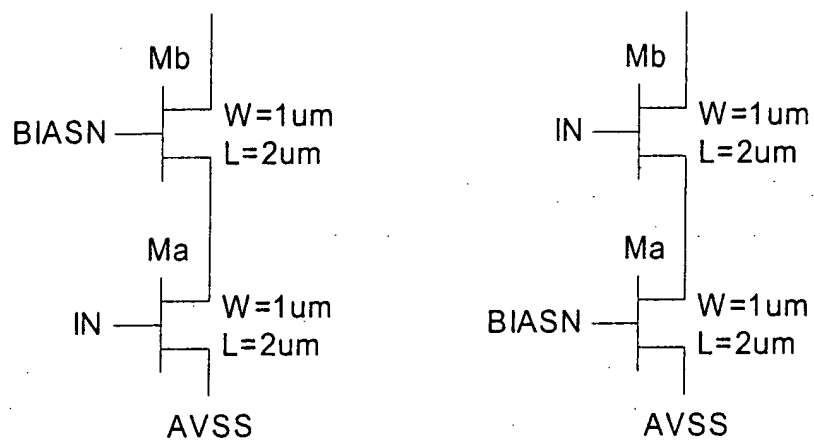 Mb
BIASN
W=1um
L=2um
Ma
IN
W=1um
L=2um
AVSS
Mb
IN
W=1um
L=2um
Ma
BIASN
W=1um
L=2um
AVSS